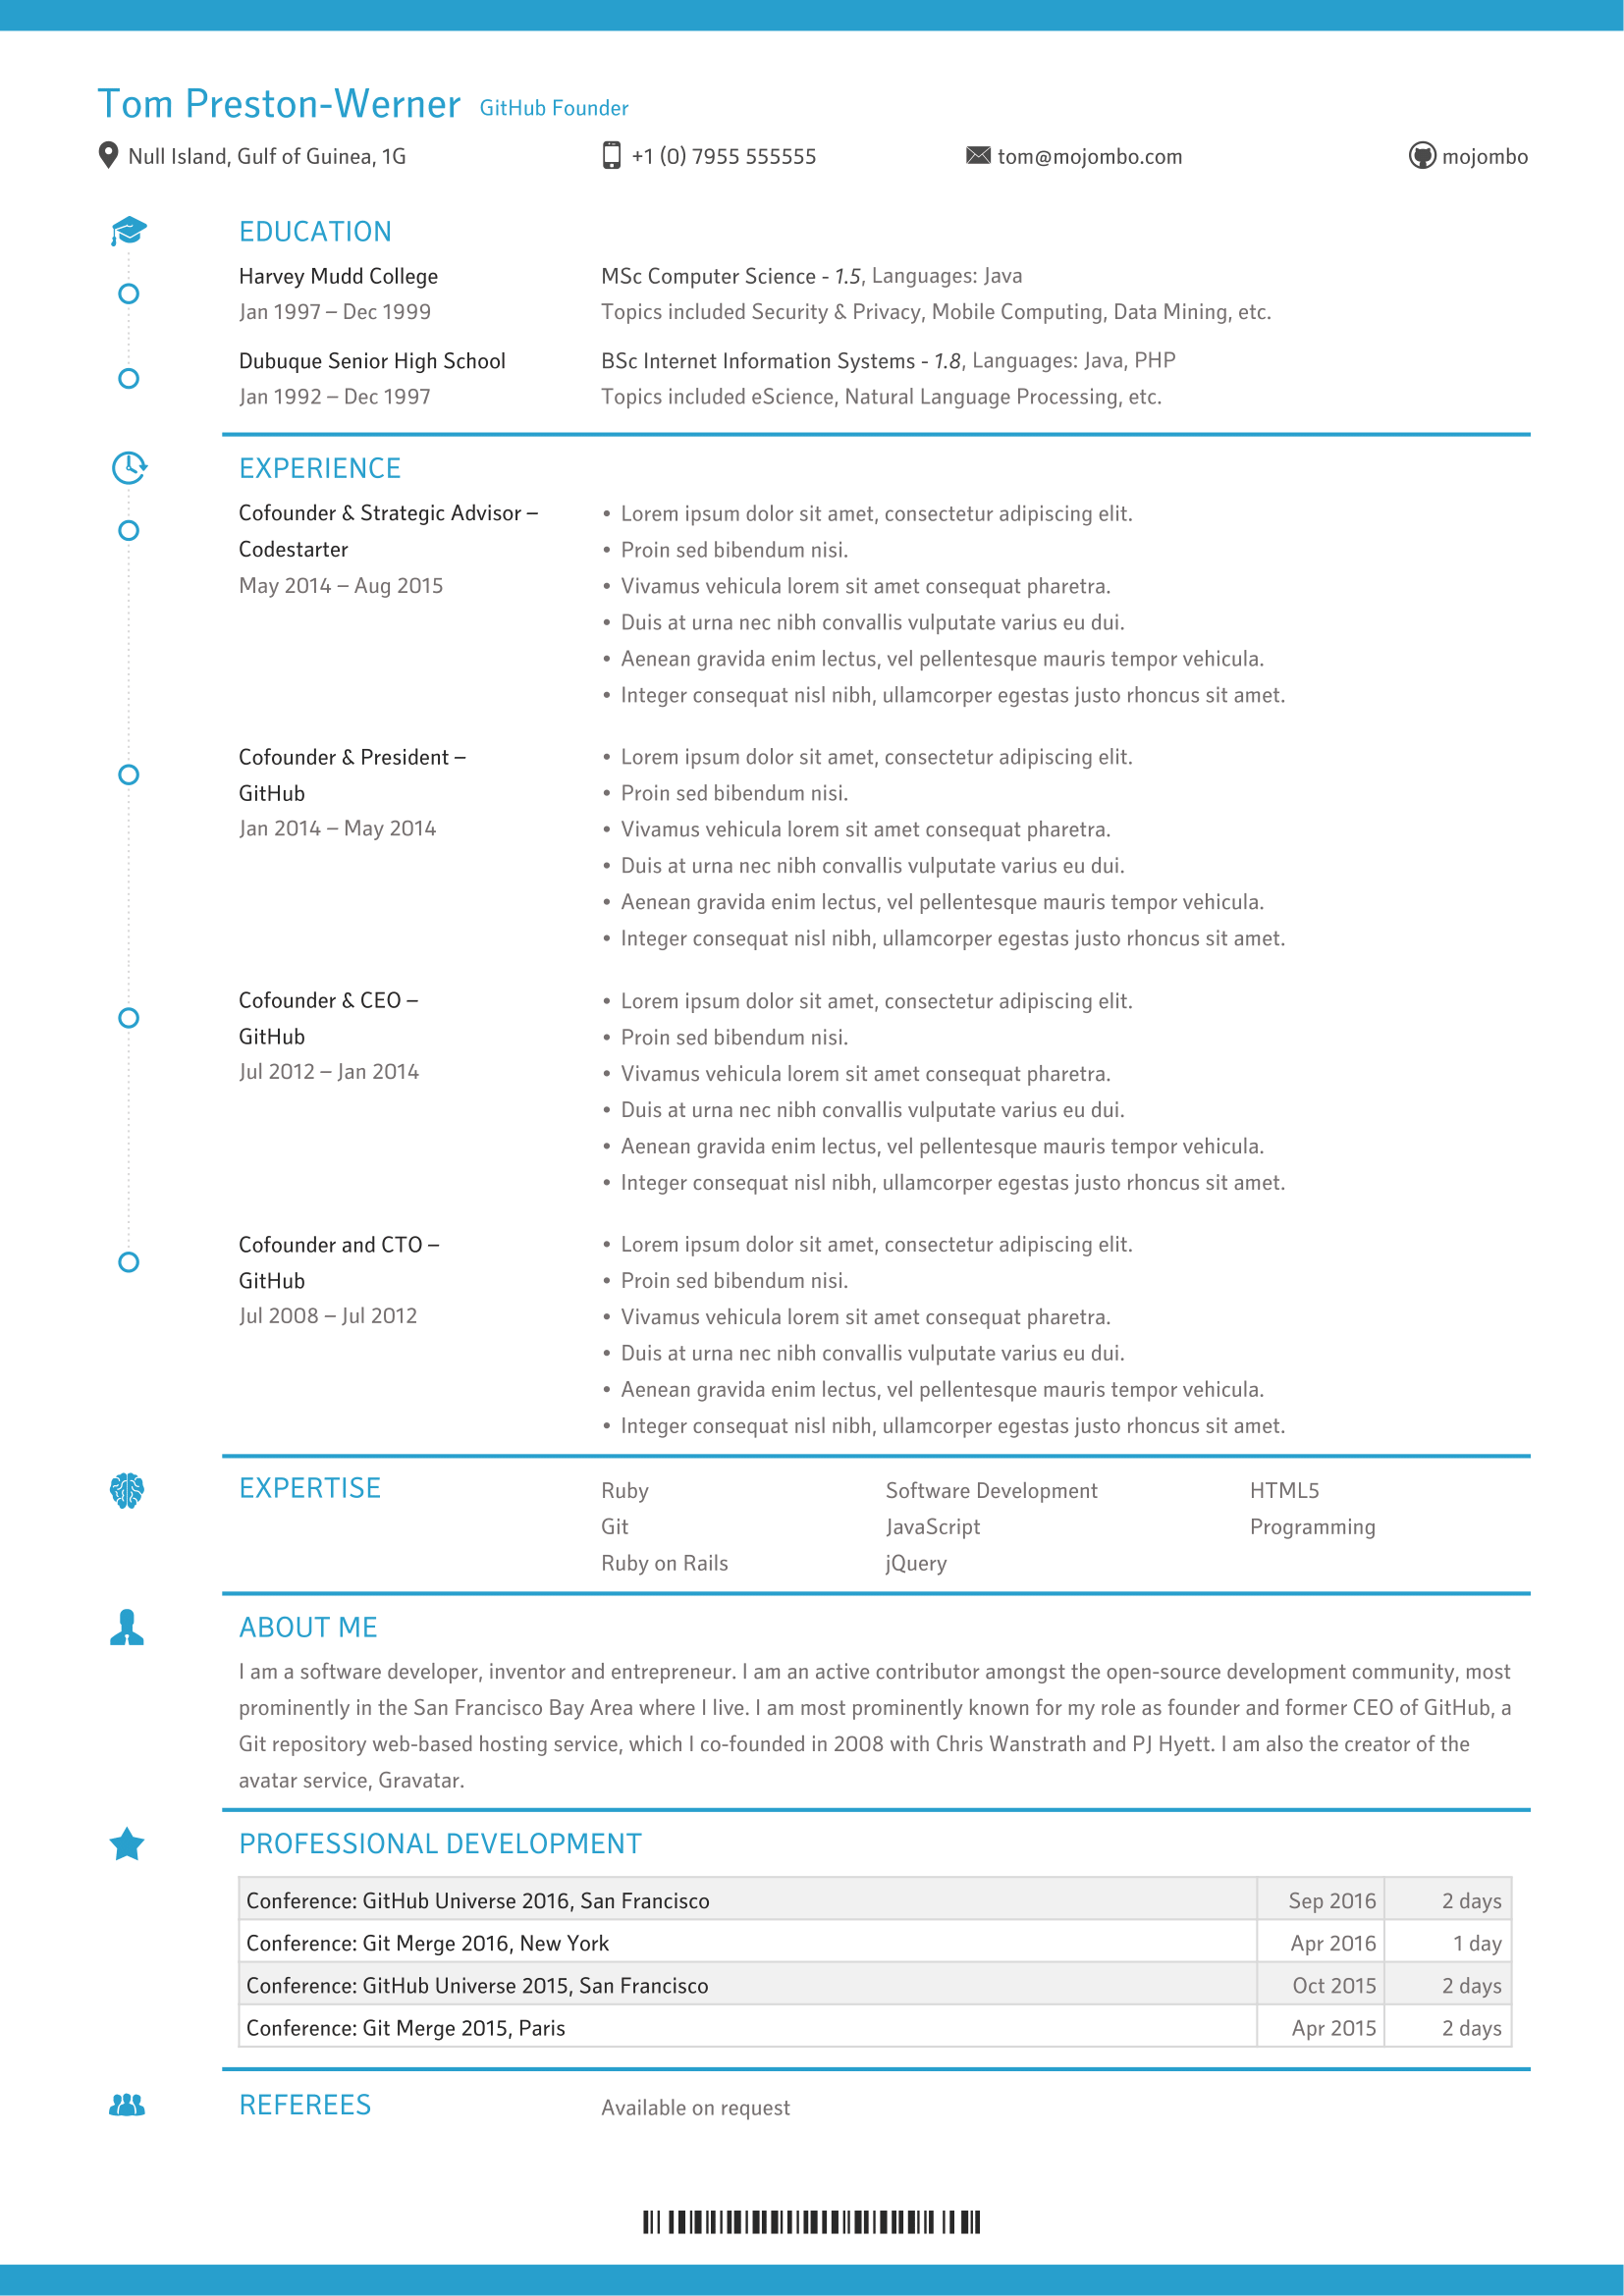 Tom Preston-Werner GitHub Founder
Null Island, Gulf of Guinea, 1G +1 (0) 7955 555555 tom@mojombo.com mojombo
EDUCATION
Harvey Mudd College MSc Computer Science - 1.5, Languages: Java
Jan 1997 – Dec 1999 Topics included Security & Privacy, Mobile Computing, Data Mining, etc.
Dubuque Senior High School BSc Internet Information Systems - 1.8, Languages: Java, PHP
Jan 1992 – Dec 1997 Topics included eScience, Natural Language Processing, etc.
EXPERIENCE
Cofounder & Strategic Advisor – • Lorem ipsum dolor sit amet, consectetur adipiscing elit.
Codestarter • Proin sed bibendum nisi.
May 2014 – Aug 2015 • Vivamus vehicula lorem sit amet consequat pharetra.
• Duis at urna nec nibh convallis vulputate varius eu dui.
• Aenean gravida enim lectus, vel pellentesque mauris tempor vehicula.
• Integer consequat nisl nibh, ullamcorper egestas justo rhoncus sit amet.
Cofounder & President – • Lorem ipsum dolor sit amet, consectetur adipiscing elit.
GitHub • Proin sed bibendum nisi.
Jan 2014 – May 2014 • Vivamus vehicula lorem sit amet consequat pharetra.
• Duis at urna nec nibh convallis vulputate varius eu dui.
• Aenean gravida enim lectus, vel pellentesque mauris tempor vehicula.
• Integer consequat nisl nibh, ullamcorper egestas justo rhoncus sit amet.
Cofounder & CEO – • Lorem ipsum dolor sit amet, consectetur adipiscing elit.
GitHub • Proin sed bibendum nisi.
Jul 2012 – Jan 2014 • Vivamus vehicula lorem sit amet consequat pharetra.
• Duis at urna nec nibh convallis vulputate varius eu dui.
• Aenean gravida enim lectus, vel pellentesque mauris tempor vehicula.
• Integer consequat nisl nibh, ullamcorper egestas justo rhoncus sit amet.
Cofounder and CTO – • Lorem ipsum dolor sit amet, consectetur adipiscing elit.
GitHub • Proin sed bibendum nisi.
Jul 2008 – Jul 2012 • Vivamus vehicula lorem sit amet consequat pharetra.
• Duis at urna nec nibh convallis vulputate varius eu dui.
• Aenean gravida enim lectus, vel pellentesque mauris tempor vehicula.
• Integer consequat nisl nibh, ullamcorper egestas justo rhoncus sit amet.
EXPERTISE Ruby Software Development HTML5
Git JavaScript Programming
Ruby on Rails jQuery
ABOUT ME
I am a software developer, inventor and entrepreneur. I am an active contributor amongst the open-source development community, most
prominently in the San Francisco Bay Area where I live. I am most prominently known for my role as founder and former CEO of GitHub, a
Git repository web-based hosting service, which I co-founded in 2008 with Chris Wanstrath and PJ Hyett. I am also the creator of the
avatar service, Gravatar.
PROFESSIONAL DEVELOPMENT
Conference: GitHub Universe 2016, San Francisco Sep 2016 2 days
Conference: Git Merge 2016, New York Apr 2016 1 day
Conference: GitHub Universe 2015, San Francisco Oct 2015 2 days
Conference: Git Merge 2015, Paris Apr 2015 2 days
REFEREES Available on request